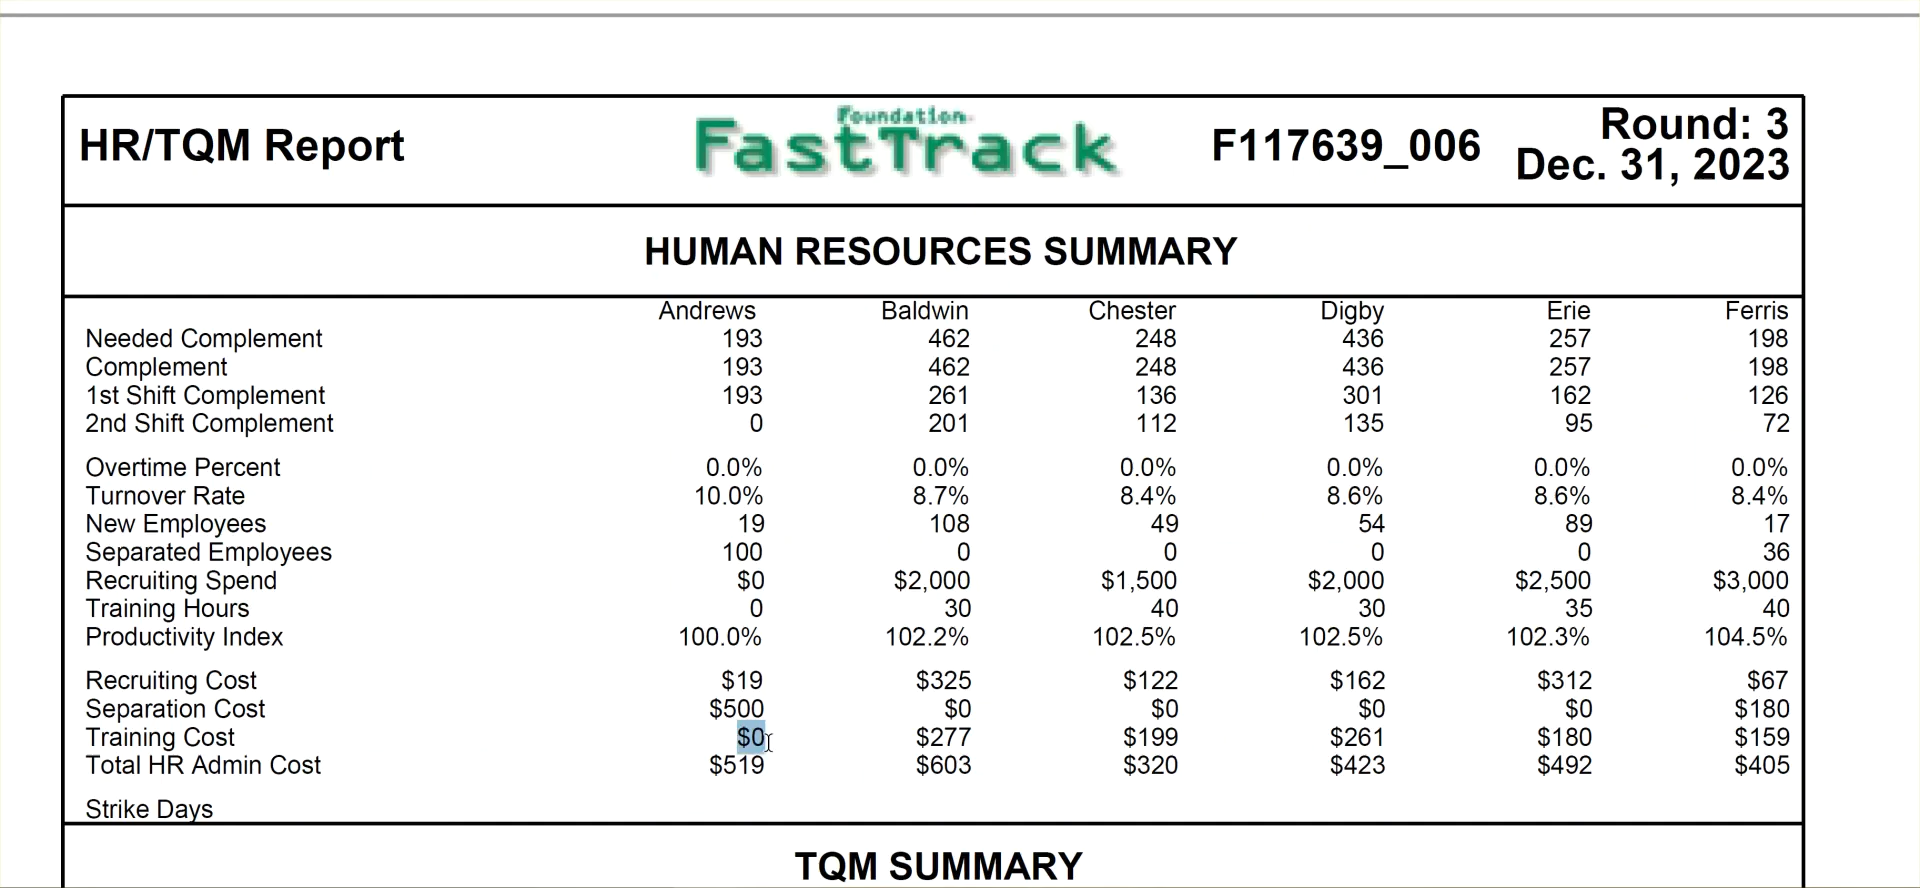 HR/TQM Report
Foundation
FastTrack
F117639_006
Round: 3
Dec. 31, 2023
HUMAN RESOURCES SUMMARY
Andrews Baldwin Chester Digby Erie Ferris
Needed Complement 193 462 248 436 257 198
Complement 193 462 248 436 257 198
1st Shift Complement 193 261 136 301 162 126
2nd Shift Complement 0 201 112 135 95 72
Overtime Percent 0.0% 0.0% 0.0% 0.0% 0.0% 0.0%
Turnover Rate 10.0% 8.7% 8.4% 8.6% 8.6% 8.4%
New Employees 19 108 49 54 89 17
Separated Employees 100 0 0 0 0 36
Recruiting Spend $0 $2,000 $1,500 $2,000 $2,500 $3,000
Training Hours 0 30 40 30 35 40
Productivity Index 100.0% 102.2% 102.5% 102.5% 102.3% 104.5%
Recruiting Cost $19 $325 $122 $162 $312 $67
Separation Cost $500 $0 $0 $0 $0 $180
Training Cost $0 $277 $199 $261 $180 $159
Total HR Admin Cost $519 $603 $320 $423 $492 $405
Strike Days
TQM SUMMARY